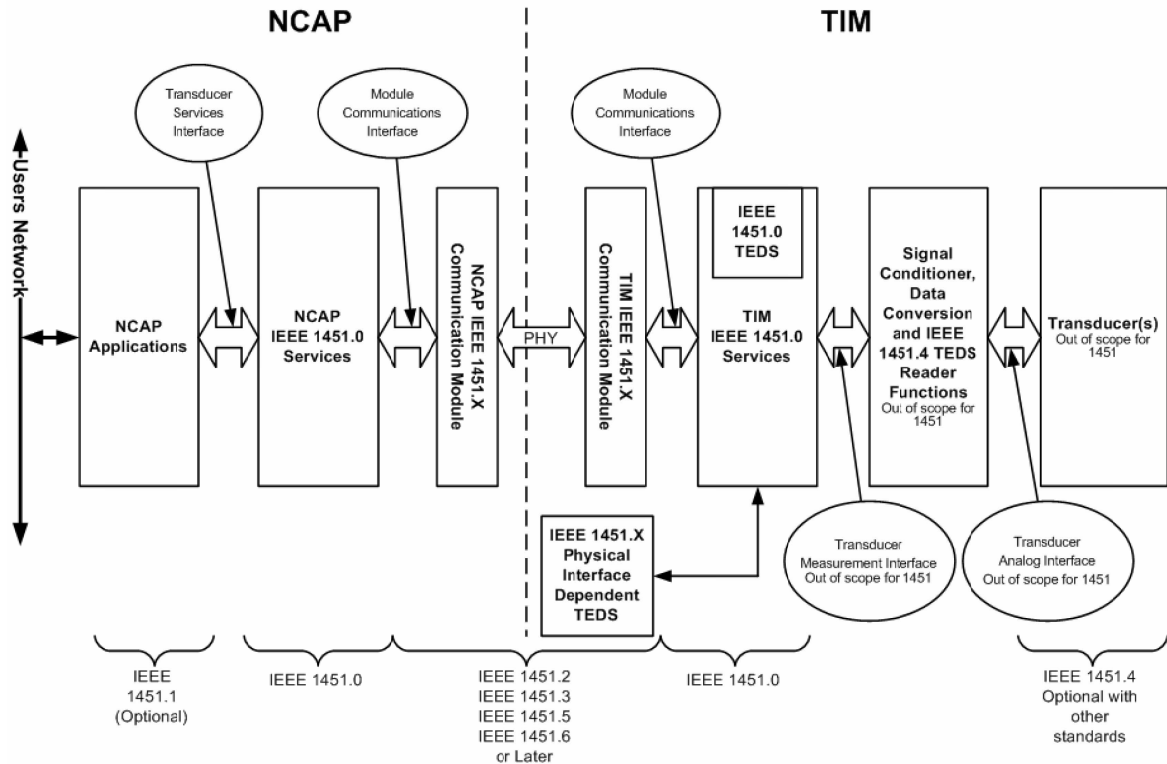 NCAP
TIM
Transducer
Services
Interface
Module
Communications
Interface
Module
Communications
Interface
Users Network
NCAP
Applications
NCAP
IEEE 1451.0
Services
NCAP IEEE 1451.X
Communication Module
PHY
TIM IEEE 1451.X
Communication Module
IEEE
1451.0
TEDS
TIM
IEEE 1451.0
Services
Signal
Conditioner,
Data
Conversion
and IEEE
1451.4 TEDS
Reader
Functions
Out of scope for
1451
Transducer(s)
Out of scope for
1451
IEEE 1451.X
Physical
Interface
Dependent
TEDS
Transducer
Measurement Interface
Out of scope for 1451
Transducer
Analog Interface
Out of scope for 1451
IEEE
1451.1
(Optional)
IEEE 1451.0
IEEE 1451.2
IEEE 1451.3
IEEE 1451.5
IEEE 1451.6
or Later
IEEE 1451.0
IEEE 1451.4
Optional with
other
standards